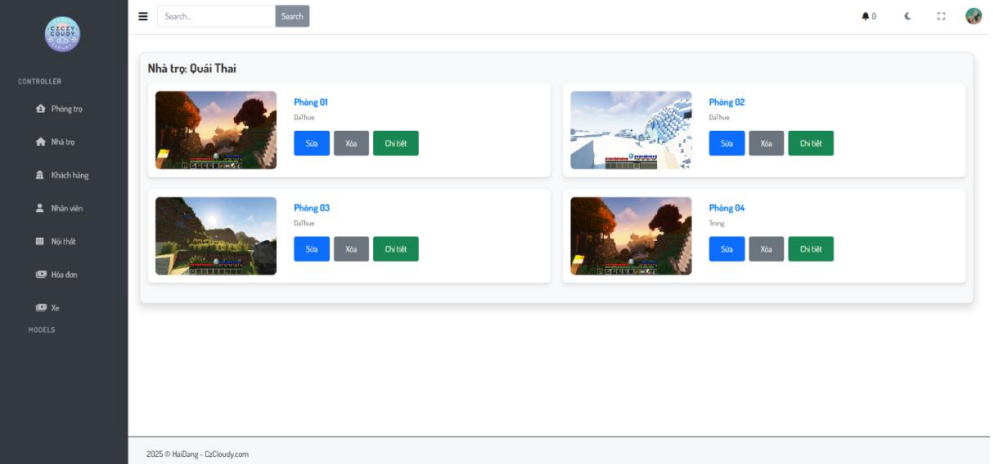 CZCZY
COUDY
Search...
Search
0
CONTROLLER
Phòng trọ
Nhà trọ
Khách hàng
Nhân viên
Nội thất
Hóa đơn
Xe
MODELS
Nhà trọ: Quái Thai
Phòng 01
DaThue
Sửa
Xóa
Chi tiết
Phòng 02
DaThue
Sửa
Xóa
Chi tiết
Phòng 03
DaThue
Sửa
Xóa
Chi tiết
Phòng 04
Trong
Sửa
Xóa
Chi tiết
2025 © HaiDang - CzCloudy.com